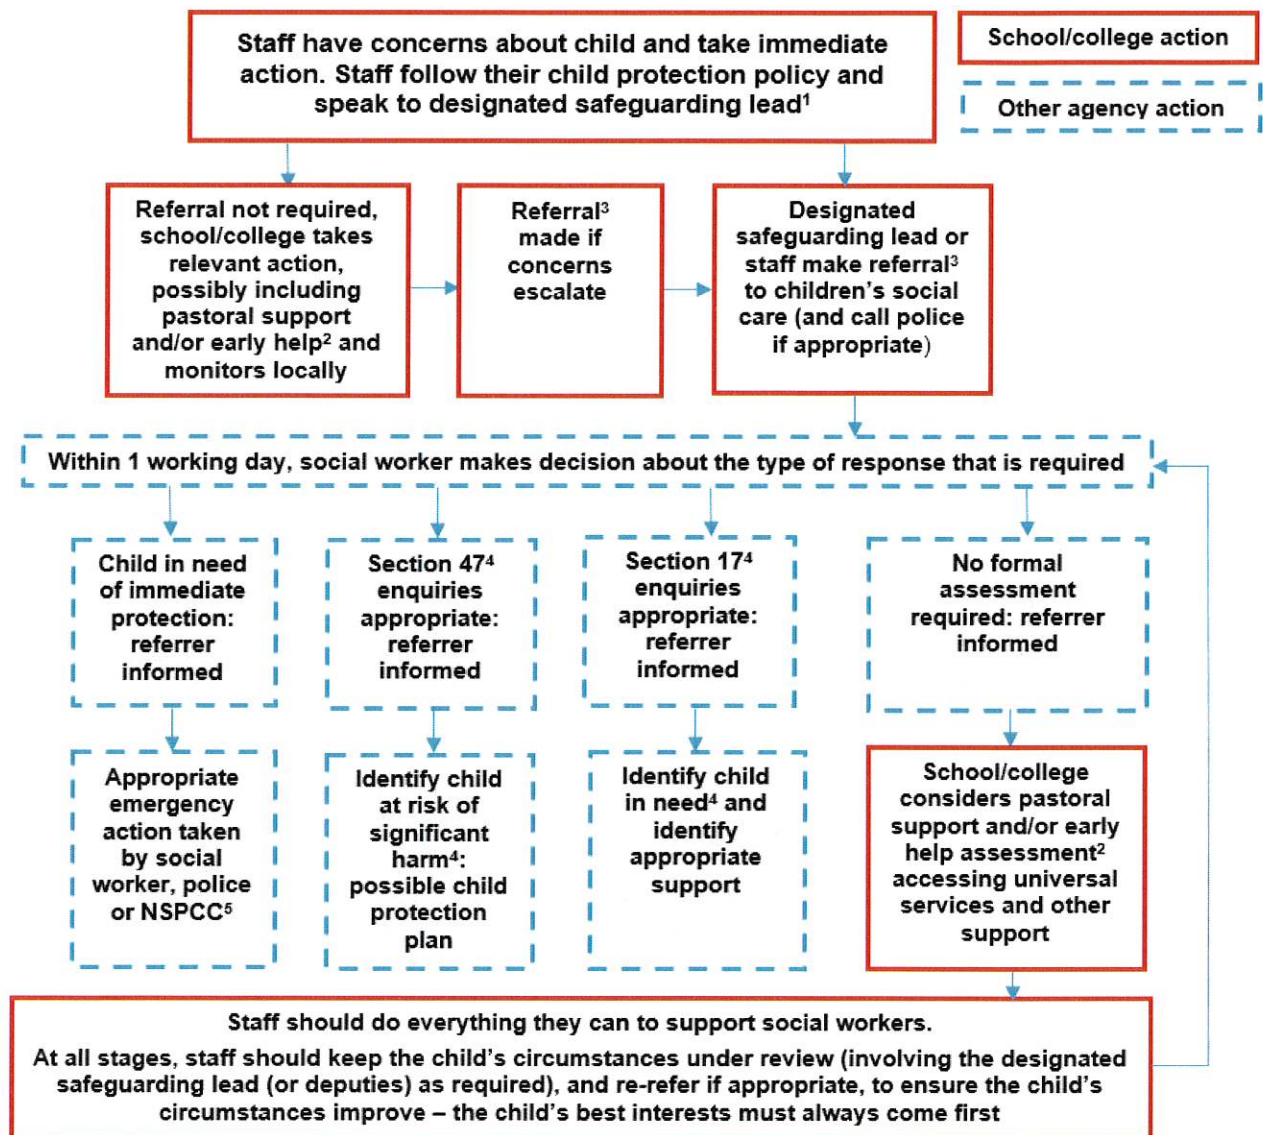 Staff have concerns about child and take immediate
action. Staff follow their child protection policy and
speak to designated safeguarding lead¹
School/college action
Other agency action
Referral not required,
school/college takes
relevant action,
possibly including
pastoral support
and/or early help² and
monitors locally
Referral³
made if
concerns
escalate
Designated
safeguarding lead or
staff make referral³
to children’s social
care (and call police
if appropriate)
Within 1 working day, social worker makes decision about the type of response that is required
Child in need
of immediate
protection:
referrer
informed
Section 47⁴
enquiries
appropriate:
referrer
informed
Section 17⁴
enquiries
appropriate:
referrer
informed
No formal
assessment
required: referrer
informed
Appropriate
emergency
action taken
by social
worker, police
or NSPCC⁵
Identify child
at risk of
significant
harm⁴:
possible child
protection
plan
Identify child
in need⁴ and
identify
appropriate
support
School/college
considers pastoral
support and/or early
help assessment²
accessing universal
services and other
support
Staff should do everything they can to support social workers.
At all stages, staff should keep the child’s circumstances under review (involving the designated
safeguarding lead (or deputies) as required), and re-refer if appropriate, to ensure the child’s
circumstances improve – the child’s best interests must always come first